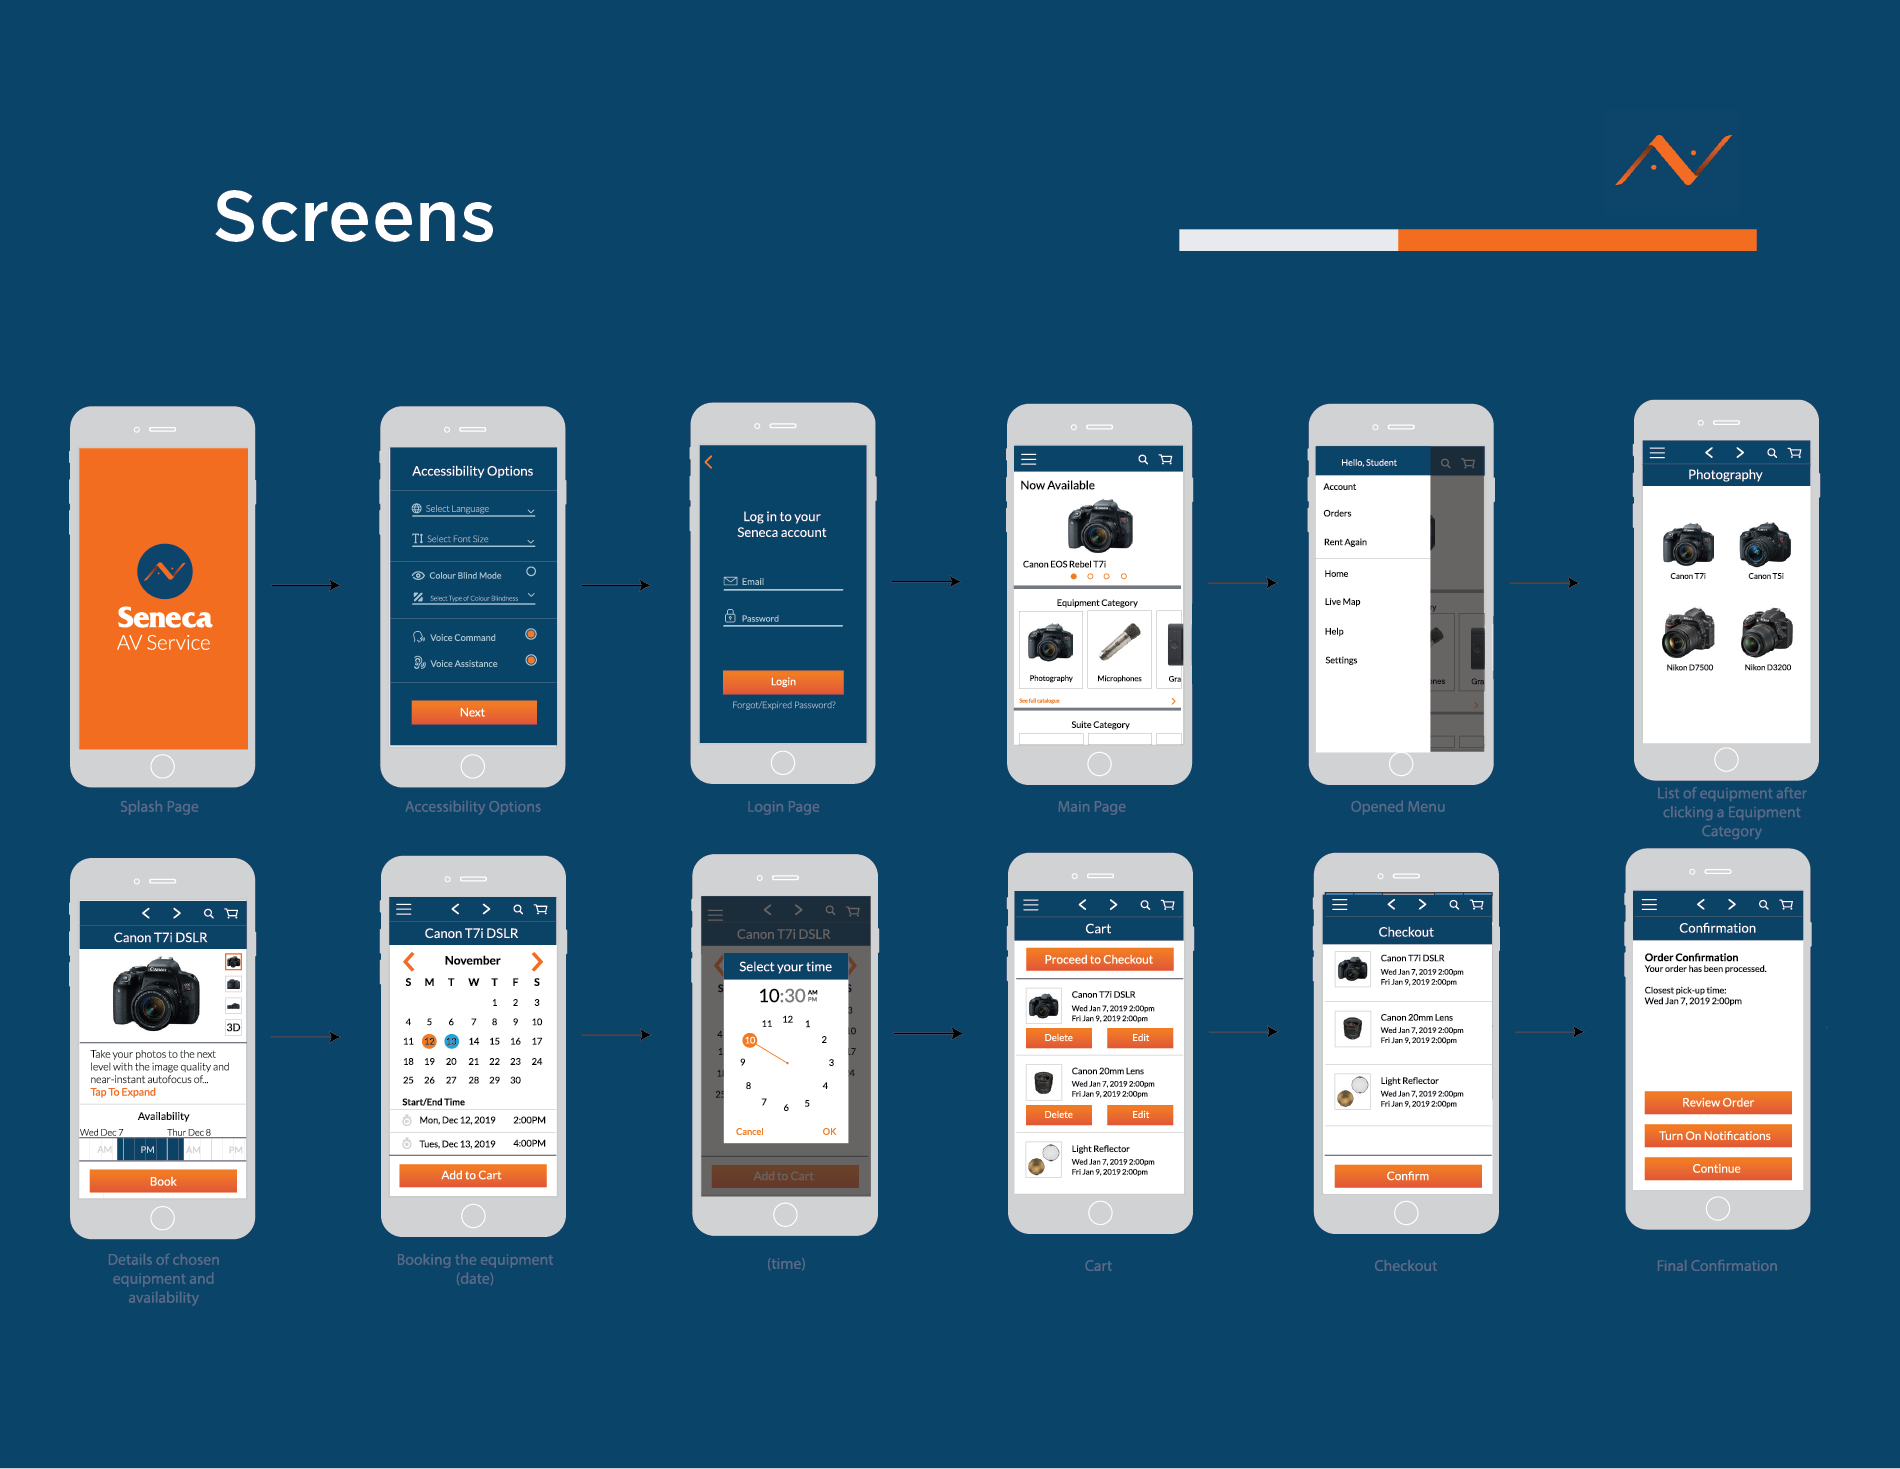 Screens
Seneca
AV Service
Splash Page
Accessibility Options
Select Language
Select Font Size
Colour Blind Mode
Select Type of Colour Blindness
Voice Command
Voice Assistance
Next
Accessibility Options
Log in to your
Seneca account
Email
Password
Login
Forgot/Expired Password?
Login Page
Now Available
Canon EOS Rebel T7i
Equipment Category
Photography Microphones Gra
See full catalogue
Suite Category
Main Page
Hello, Student
Account
Orders
Rent Again
Home
Live Map
Help
Settings
Opened Menu
Photography
Canon T7i Canon T5i
Nikon D7500 Nikon D3200
List of equipment after
clicking a Equipment
Category
Canon T7i DSLR
3D
Take your photos to the next
level with the image quality and
near-instant autofocus of...
Tap To Expand
Availability
Wed Dec 7 Thur Dec 8
AM PM AM PM
Book
Details of chosen
equipment and
availability
Canon T7i DSLR
November
S M T W T F S
1 2 3
4 5 6 7 8 9 10
11 12 13 14 15 16 17
18 19 20 21 22 23 24
25 26 27 28 29 30
Start/End Time
Mon, Dec 12, 2019 2:00PM
Tues, Dec 13, 2019 4:00PM
Add to Cart
Booking the equipment
(date)
Canon T7i DSLR
Select your time
10:30 AM
PM
12
11 1
10 2
9 3
8 4
7 5
6
Cancel OK
Add to Cart
(time)
Cart
Proceed to Checkout
Canon T7i DSLR
Wed Jan 7, 2019 2:00pm
Fri Jan 9, 2019 2:00pm
Delete Edit
Canon 20mm Lens
Wed Jan 7, 2019 2:00pm
Fri Jan 9, 2019 2:00pm
Delete Edit
Light Reflector
Wed Jan 7, 2019 2:00pm
Fri Jan 9, 2019 2:00pm
Cart
Checkout
Canon T7i DSLR
Wed Jan 7, 2019 2:00pm
Fri Jan 9, 2019 2:00pm
Canon 20mm Lens
Wed Jan 7, 2019 2:00pm
Fri Jan 9, 2019 2:00pm
Light Reflector
Wed Jan 7, 2019 2:00pm
Fri Jan 9, 2019 2:00pm
Confirm
Checkout
Confirmation
Order Confirmation
Your order has been processed.
Closest pick-up time:
Wed Jan 7, 2019 2:00pm
Review Order
Turn On Notifications
Continue
Final Confirmation